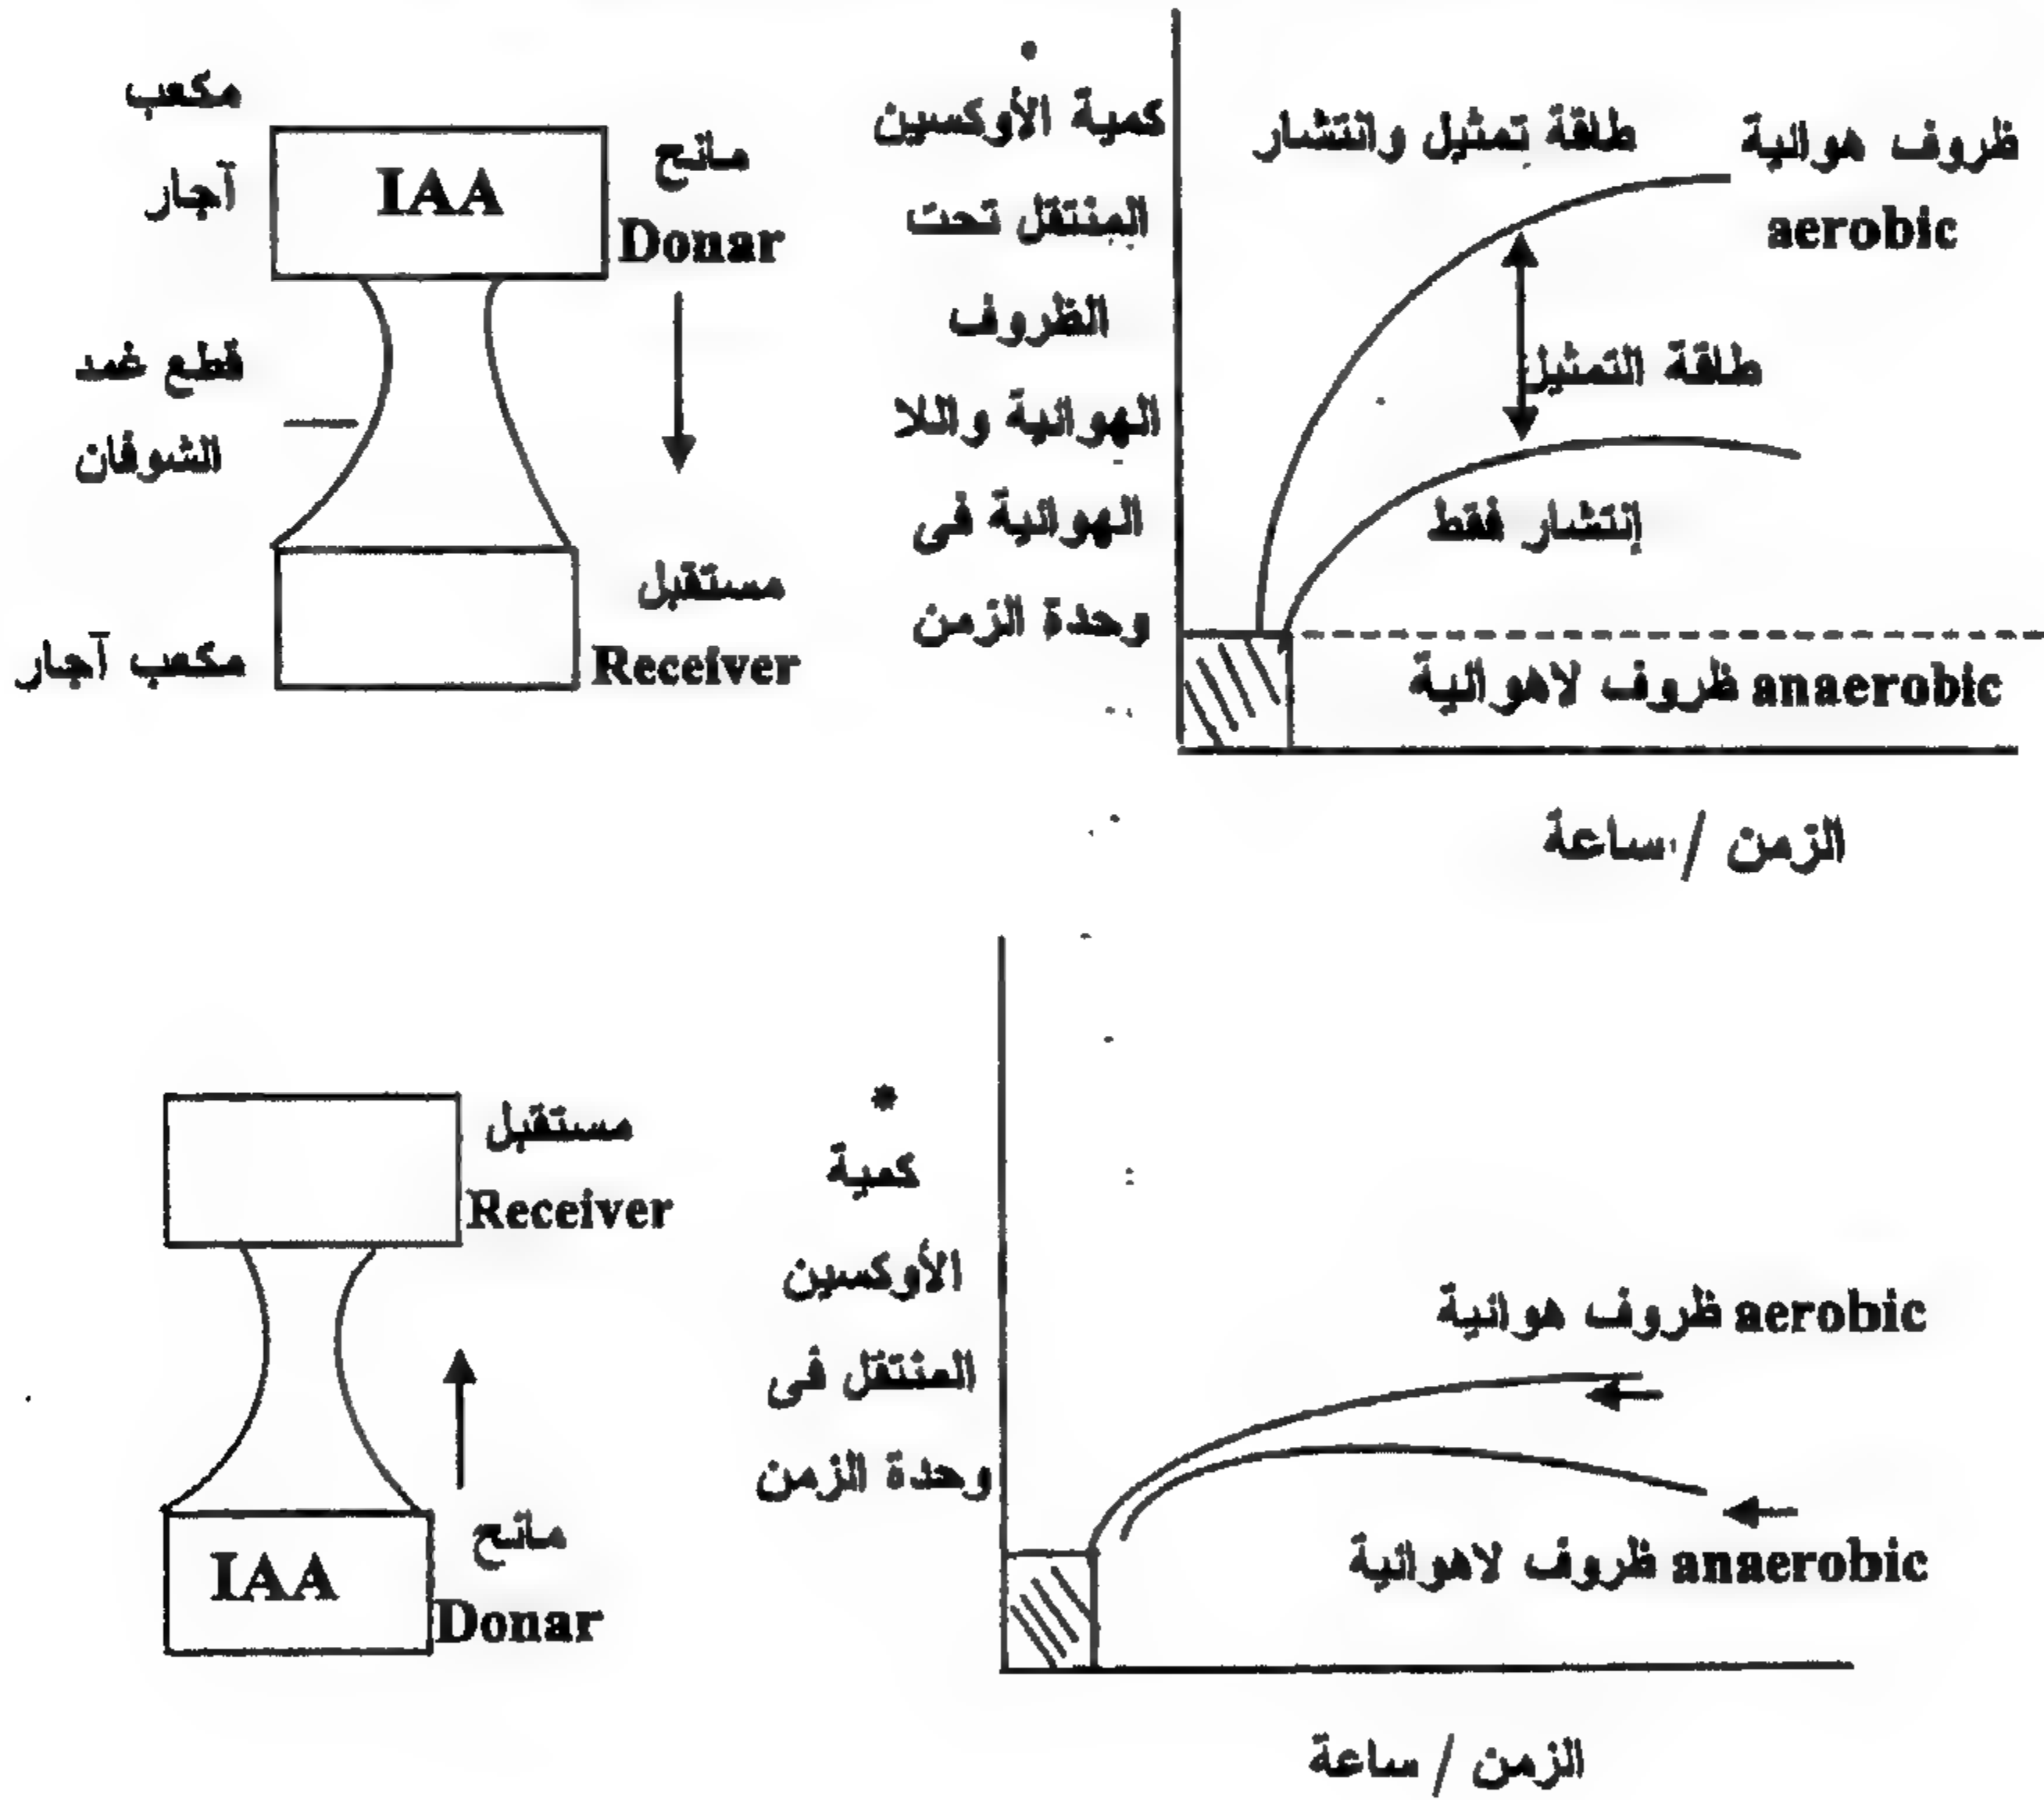 مكعب
آجار
IAA
مانح
Donar
قطع غمد
الشوفان
مستقبل
Receiver
مكعب آجار
كمية الأوكسين
المنتقل تحت
الظروف
الهوائية واللا
الهوائية فى
وحدة الزمن
طاقة تمثيل وانتشار
ظروف هوائية
aerobic
طاقة التمثيل
إنتشار فقط
ظروف لاهوائية anaerobic
الزمن / ساعة
مستقبل
Receiver
IAA
مانح
Donar
*
كمية
الأوكسين
المنتقل فى
وحدة الزمن
ظروف هوائية aerobic
ظروف لاهوائية anaerobic
الزمن / ساعة